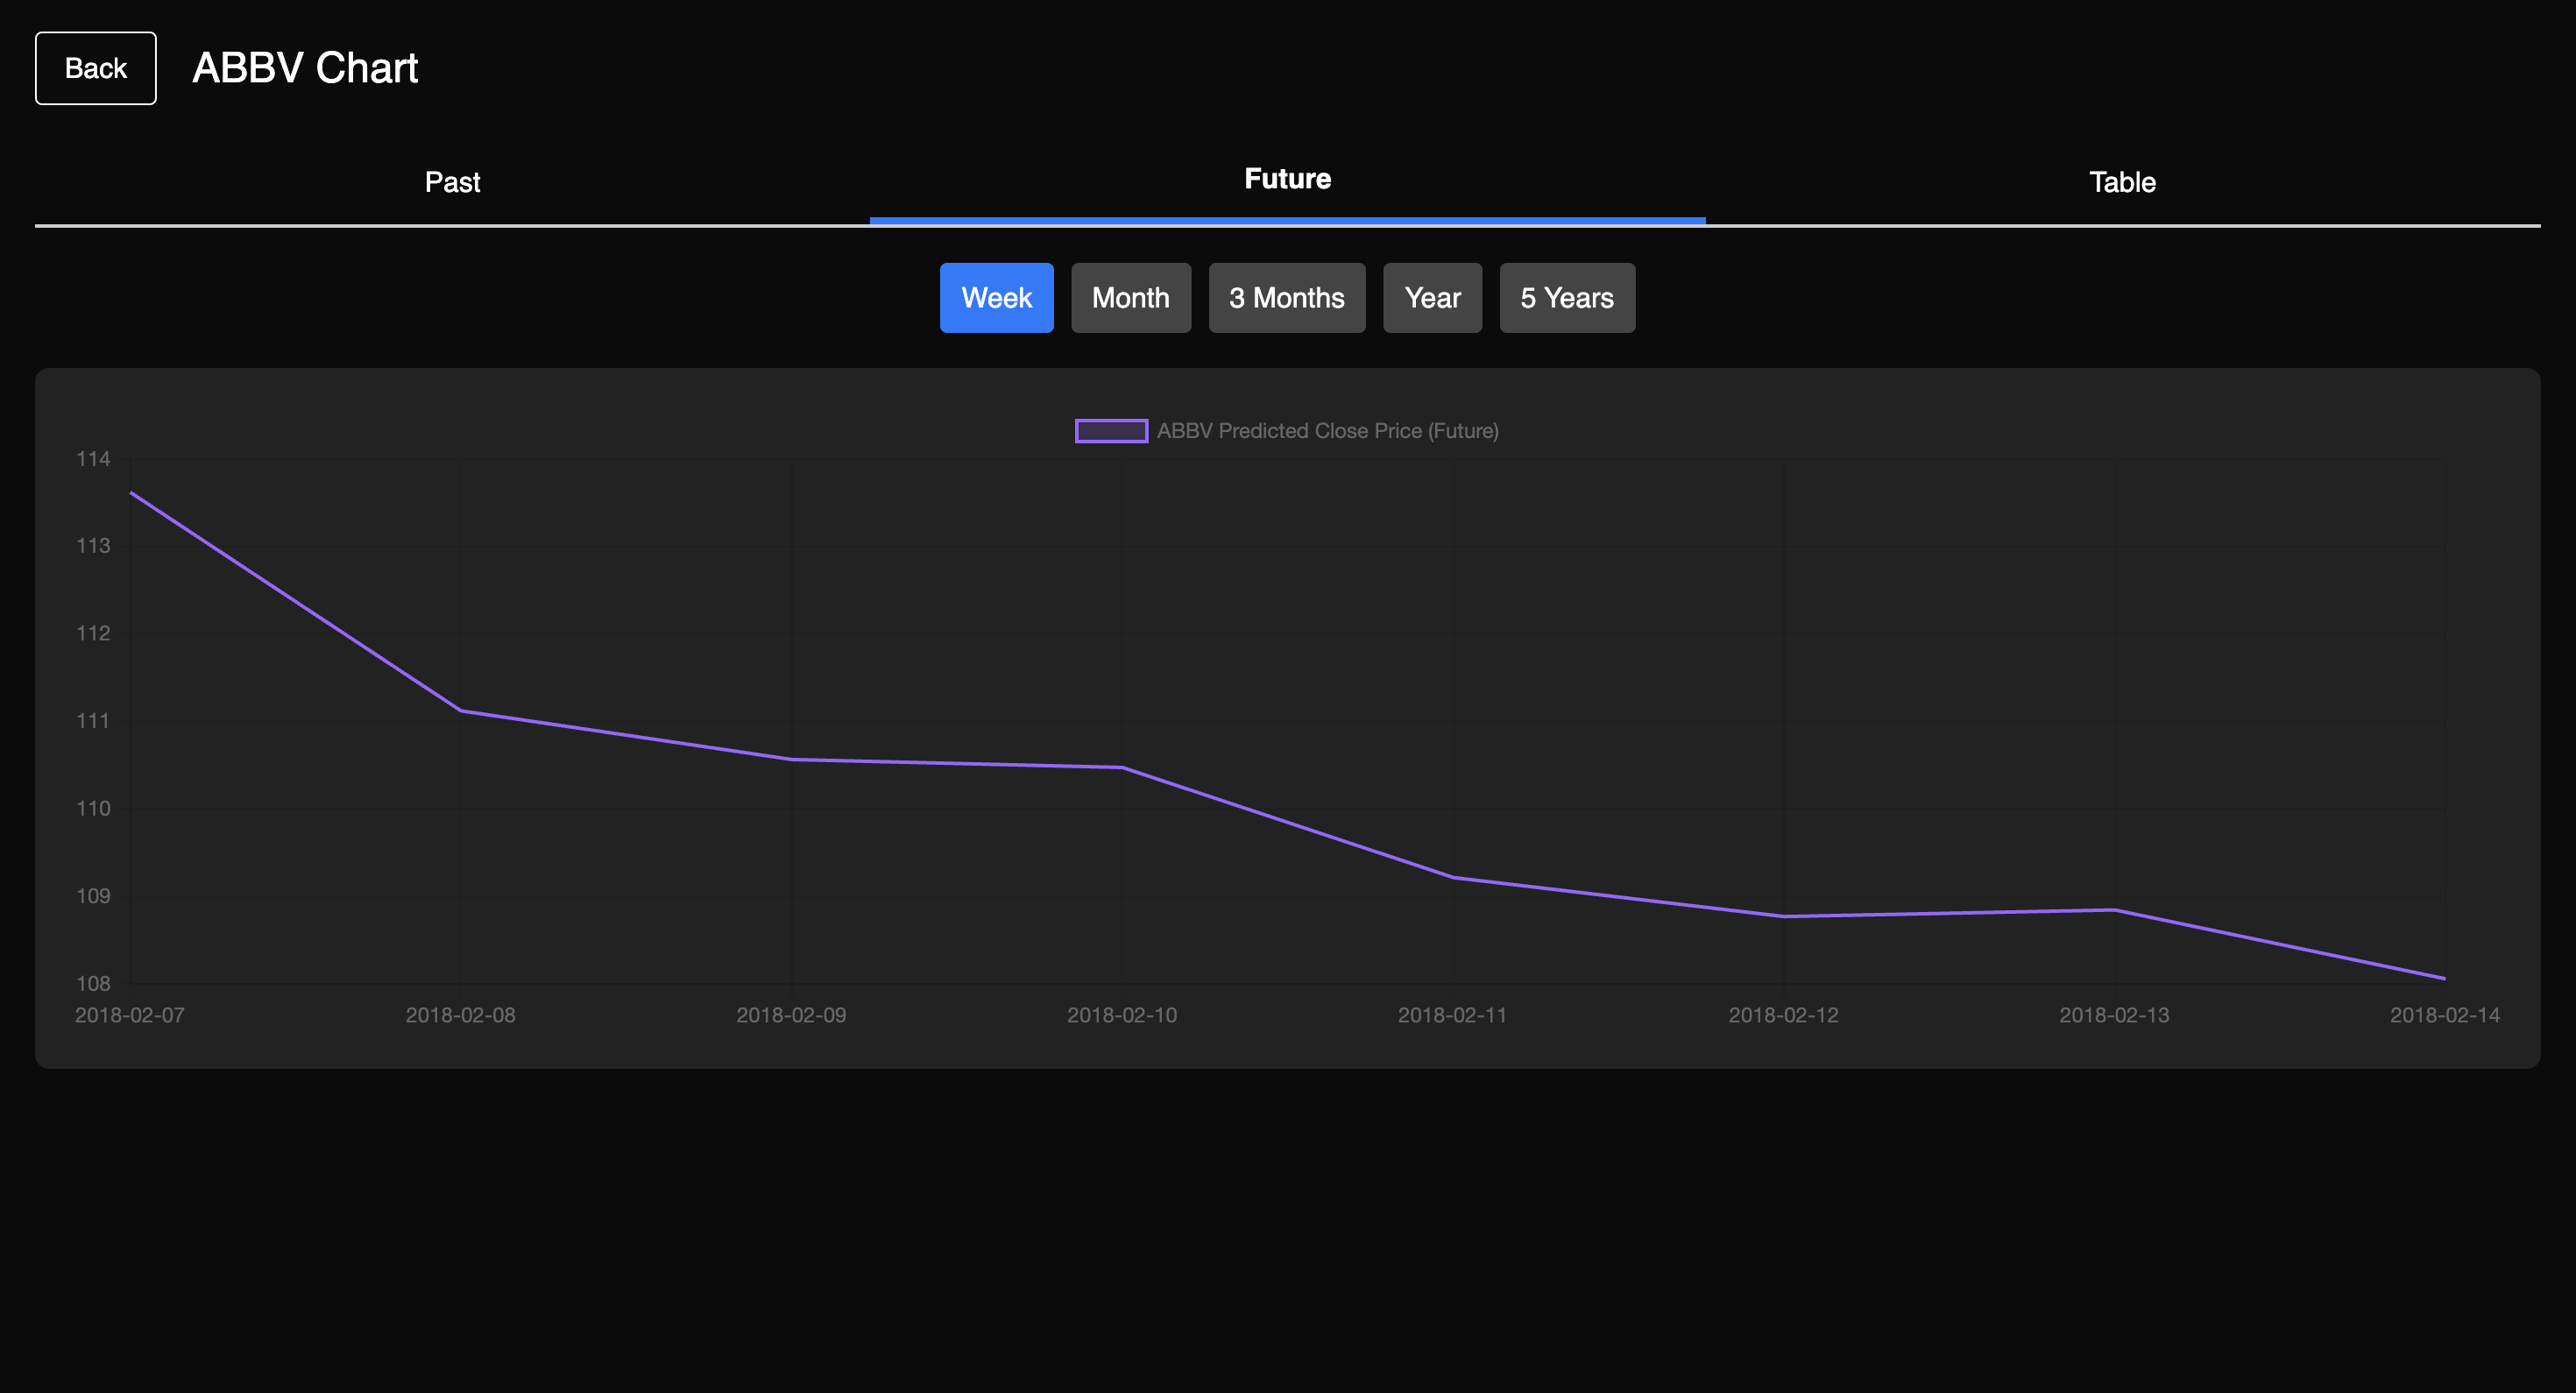 Back ABBV Chart
Past Future Table
Week Month 3 Months Year 5 Years
ABBV Predicted Close Price (Future)
114
113
112
111
110
109
108
2018-02-07 2018-02-08 2018-02-09 2018-02-10 2018-02-11 2018-02-12 2018-02-13 2018-02-14